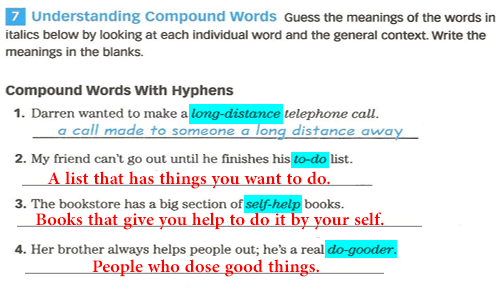 7 Understanding Compound Words Guess the meanings of the words in
italics below by looking at each individual word and the general context. Write the
meanings in the blanks.
Compound Words With Hyphens
1. Darren wanted to make a long-distance telephone call.
a call made to someone a long distance away
2. My friend can't go out until he finishes his to-do list.
A list that has things you want to do.
3. The bookstore has a big section of self-help books.
Books that give you help to do it by your self.
4. Her brother always helps people out; he's a real do-gooder.
People who dose good things.